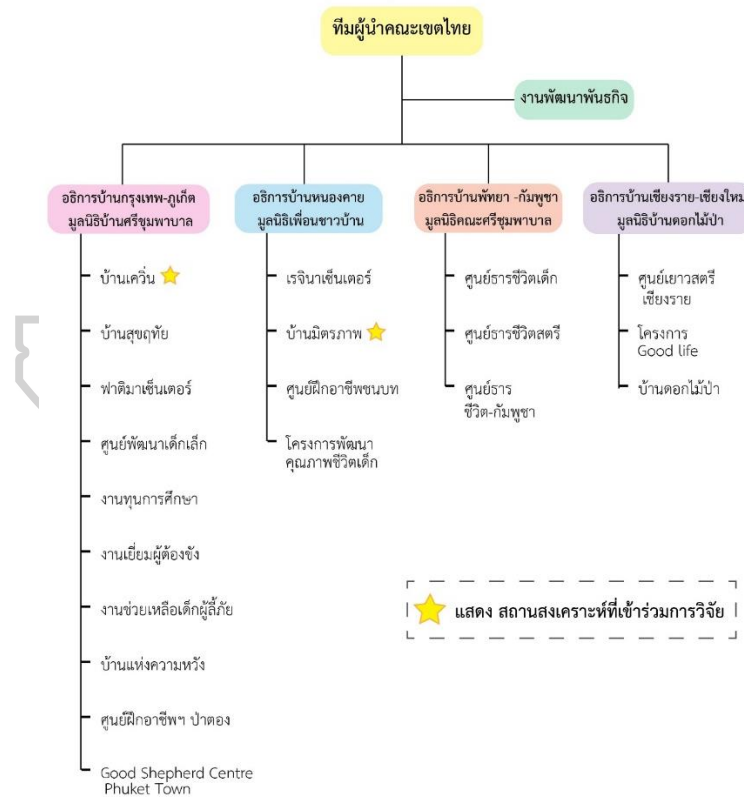 ทีมผู้นำคณะเขตไทย
งานพัฒนาพันธกิจ
อธิการบ้านกรุงเทพ-ภูเก็ต
มูลนิธิบ้านศรีชุมพาบาล
บ้านเควิ่น
บ้านสุขฤทัย
ฟาติมาเซ็นเตอร์
ศูนย์พัฒนาเด็กเล็ก
งานทุนการศึกษา
งานเยี่ยมผู้ต้องขัง
งานช่วยเหลือเด็กผู้ลี้ภัย
บ้านแห่งความหวัง
ศูนย์ฝึกอาชีพฯ ป่าตอง
Good Shepherd Centre
Phuket Town
อธิการบ้านหนองคาย
มูลนิธิเพื่อนชาวบ้าน
เรจินาเซ็นเตอร์
บ้านมิตรภาพ
ศูนย์ฝึกอาชีพชนบท
โครงการพัฒนา
คุณภาพชีวิตเด็ก
อธิการบ้านพัทยา -กัมพูชา
มูลนิธิคณะศรีชุมพาบาล
ศูนย์ธารชีวิตเด็ก
ศูนย์ธารชีวิตสตรี
ศูนย์ธาร
ชีวิต-กัมพูชา
อธิการบ้านเชียงราย-เชียงใหม่
มูลนิธิบ้านดอกไม้ป่า
ศูนย์เยาวสตรี
เชียงราย
โครงการ
Good life
บ้านดอกไม้ป่า
แสดง สถานสงเคราะห์ที่เข้าร่วมการวิจัย